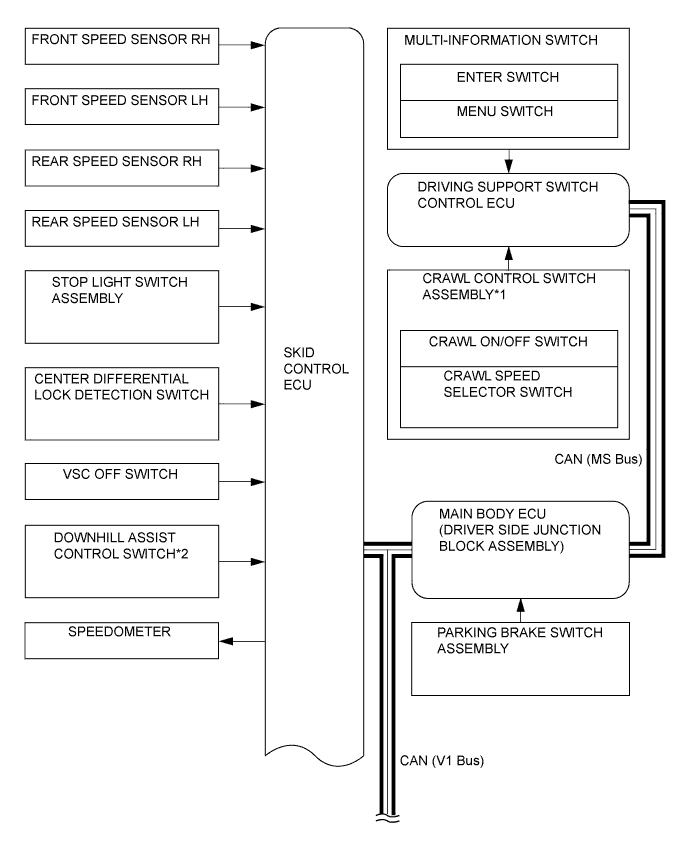 FRONT SPEED SENSOR RH
FRONT SPEED SENSOR LH
REAR SPEED SENSOR RH
REAR SPEED SENSOR LH
STOP LIGHT SWITCH
ASSEMBLY
CENTER DIFFERENTIAL
LOCK DETECTION SWITCH
VSC OFF SWITCH
DOWNHILL ASSIST
CONTROL SWITCH*2
SPEEDOMETER
SKID
CONTROL
ECU
MULTI-INFORMATION SWITCH
ENTER SWITCH
MENU SWITCH
DRIVING SUPPORT SWITCH
CONTROL ECU
CRAWL CONTROL SWITCH
ASSEMBLY*1
CRAWL ON/OFF SWITCH
CRAWL SPEED
SELECTOR SWITCH
CAN (MS Bus)
MAIN BODY ECU
(DRIVER SIDE JUNCTION
BLOCK ASSEMBLY)
PARKING BRAKE SWITCH
ASSEMBLY
CAN (V1 Bus)